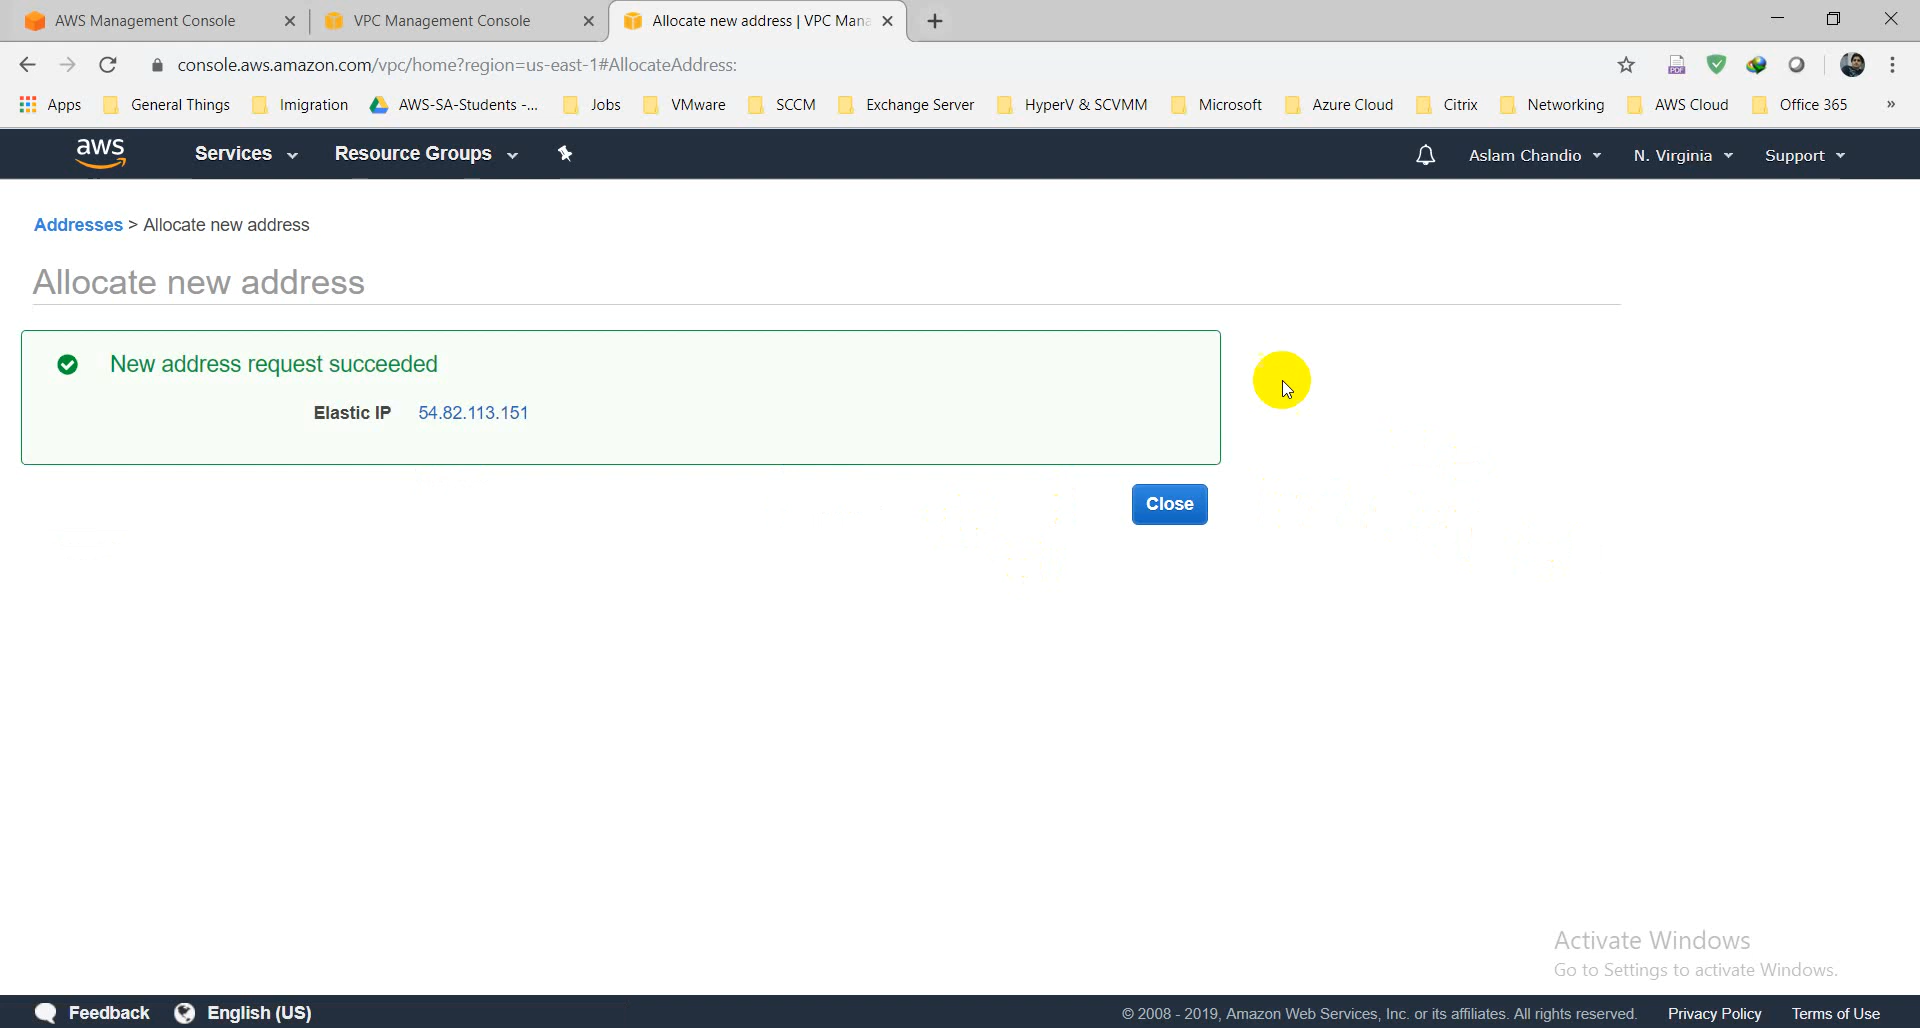 AWS Management Console
VPC Management Console
Allocate new address | VPC Mana
console.aws.amazon.com/vpc/home?region=us-east-1#AllocateAddress:
PDF
Apps General Things Imigration AWS-SA-Students -... Jobs VMware SCCM Exchange Server HyperV & SCVMM Microsoft Azure Cloud Citrix Networking AWS Cloud Office 365 »
aws Services Resource Groups Aslam Chandio N. Virginia Support
Addresses > Allocate new address
Allocate new address
New address request succeeded
Elastic IP 54.82.113.151
Close
Activate Windows
Go to Settings to activate Windows.
Feedback English (US) © 2008 - 2019, Amazon Web Services, Inc. or its affiliates. All rights reserved. Privacy Policy Terms of Use